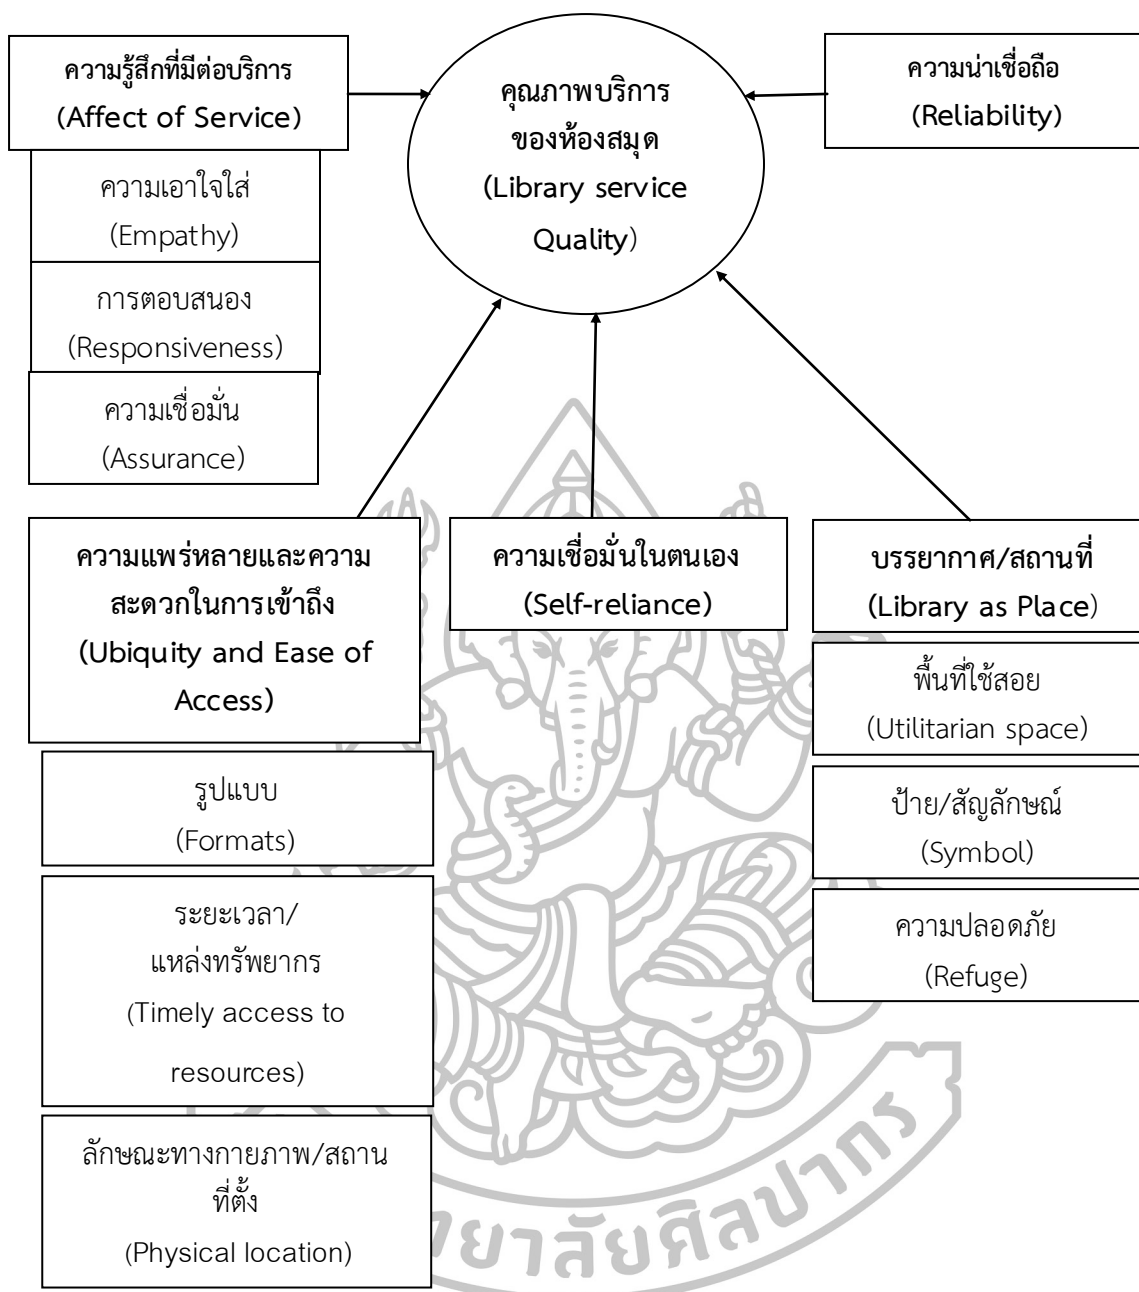 ความรู้สึกที่มีต่อบริการ
(Affect of Service)
ความเอาใจใส่
(Empathy)
การตอบสนอง
(Responsiveness)
ความเชื่อมั่น
(Assurance)
คุณภาพบริการ
ของห้องสมุด
(Library service
Quality)
ความน่าเชื่อถือ
(Reliability)
ความแพร่หลายและความ
สะดวกในการเข้าถึง
(Ubiquity and Ease of
Access)
รูปแบบ
(Formats)
ระยะเวลา/
แหล่งทรัพยากร
(Timely access to
resources)
ลักษณะทางกายภาพ/สถาน
ที่ตั้ง
(Physical location)
ความเชื่อมั่นในตนเอง
(Self-reliance)
บรรยากาศ/สถานที่
(Library as Place)
พื้นที่ใช้สอย
(Utilitarian space)
ป้าย/สัญลักษณ์
(Symbol)
ความปลอดภัย
(Refuge)
ทยาลัยศิลปากร